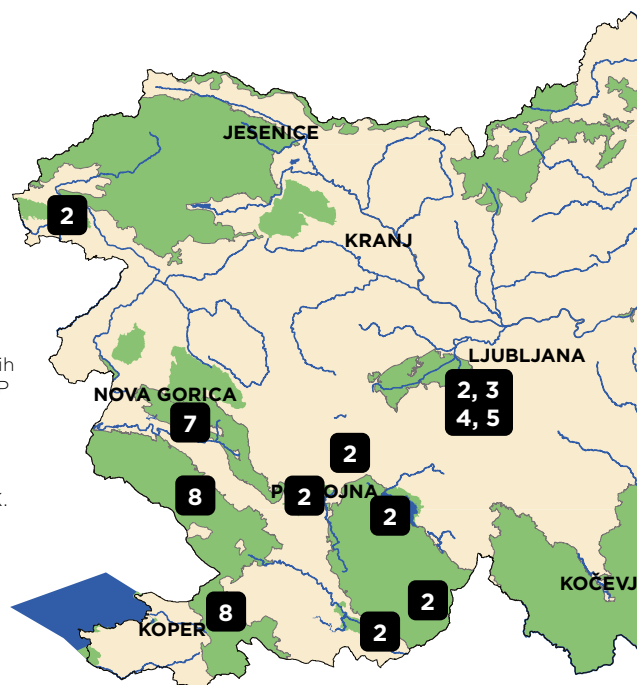 JESENICE
2
KRANJ
ih
P
LJUBLJANA
NOVA GORICA
2, 3
4, 5
7
2
8
2
2
K.
KOČEVJ
2
8
KOPER
2